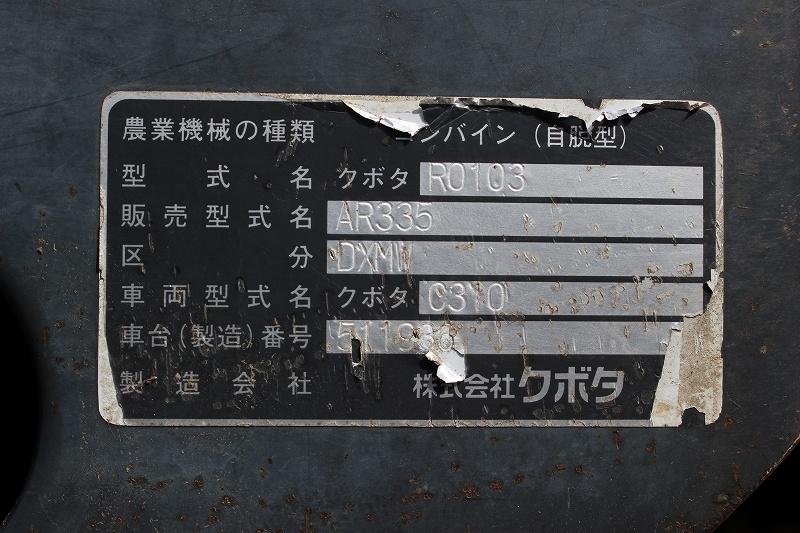 農業機械の種類 コンバイン(自脱型)
型式名 クボタ R0103
販売型式名 AR335
区分 DXMW
車両型式名 クボタ C310
車台(製造)番号
製造会社 株式会社クボタ